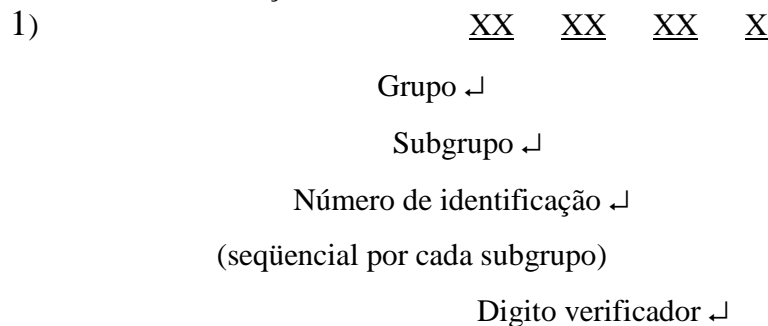 1) XX XX XX X
Grupo ↵
Subgrupo ↵
Número de identificação ↵
(seqüencial por cada subgrupo)
Digito verificador ↵